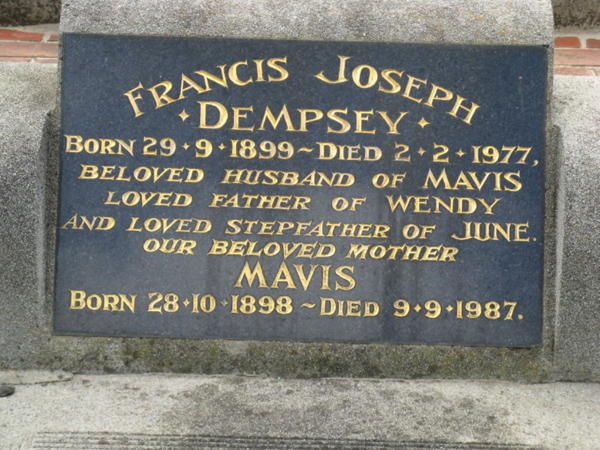 FRANCIS JOSEPH
· DEMPSEY ·
BORN 29·9·1899 ~ DIED 2·2·1977,
BELOVED HUSBAND OF MAVIS
LOVED FATHER OF WENDY
AND LOVED STEPFATHER OF JUNE.
OUR BELOVED MOTHER
MAVIS
BORN 28·10·1898 ~ DIED 9·9·1987.